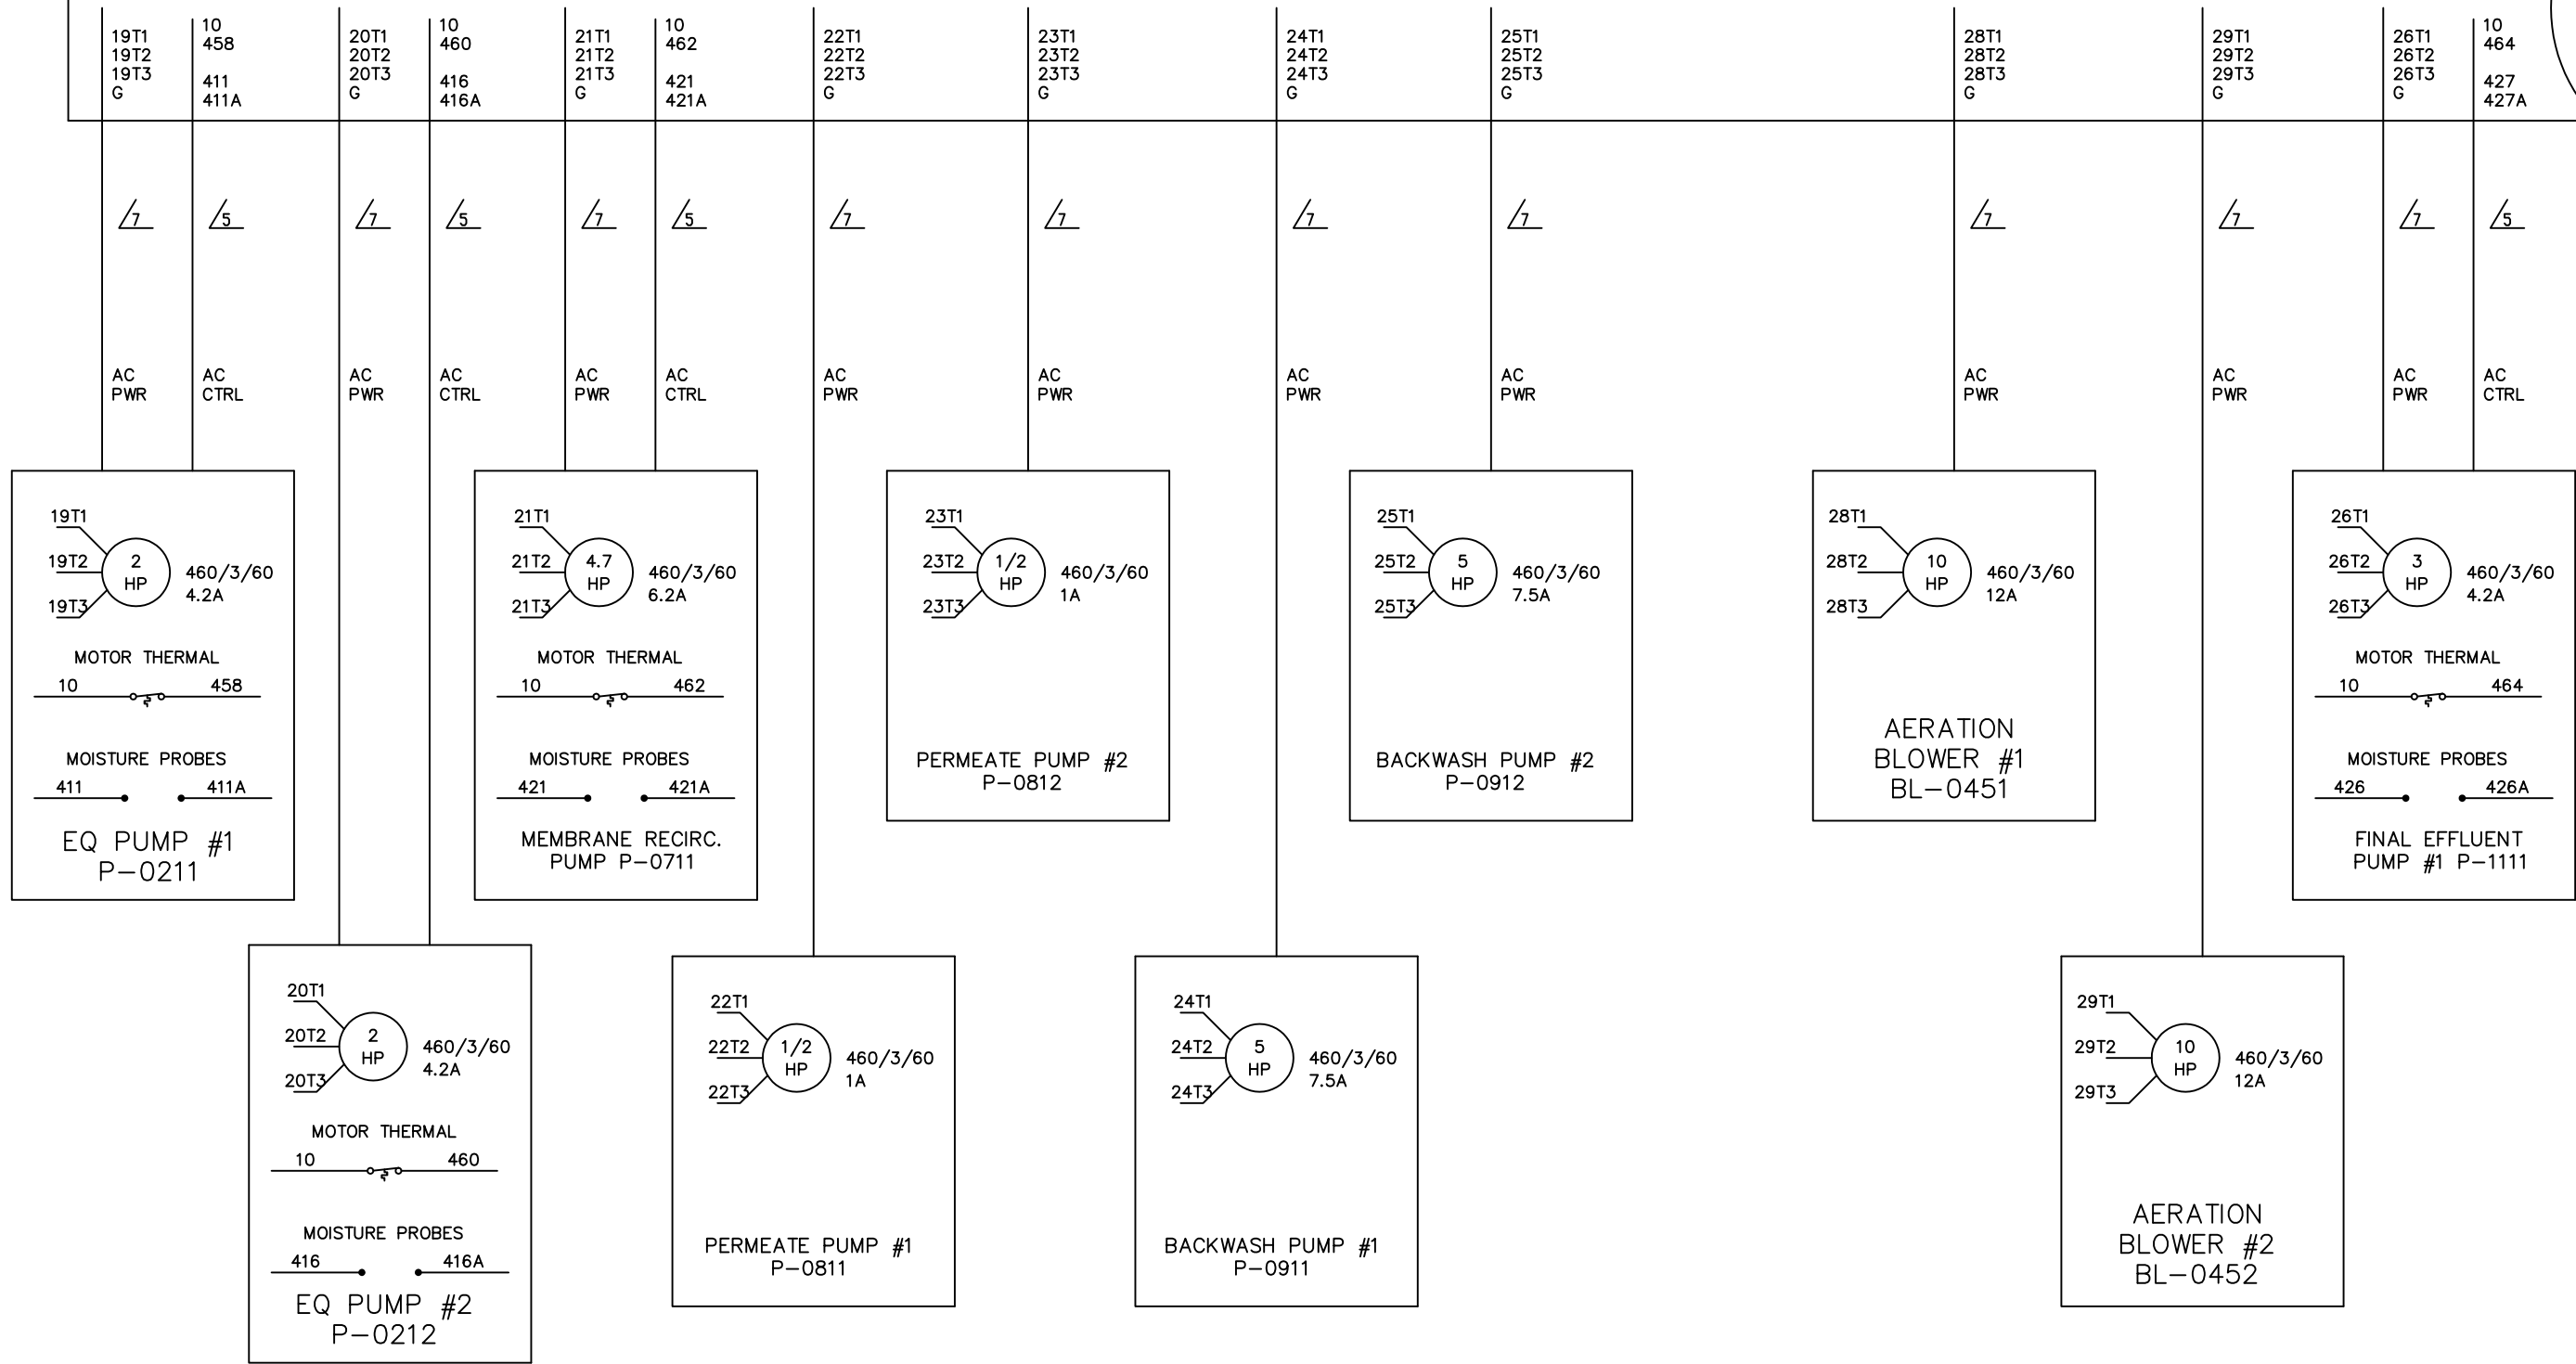 19T1
19T2
19T3
G
10
458
411
411A
20T1
20T2
20T3
G
10
460
416
416A
21T1
21T2
21T3
G
10
462
421
421A
22T1
22T2
22T3
G
23T1
23T2
23T3
G
24T1
24T2
24T3
G
25T1
25T2
25T3
G
28T1
28T2
28T3
G
29T1
29T2
29T3
G
26T1
26T2
26T3
G
10
464
427
427A
7
5
7
5
7
5
7
7
7
7
7
7
7
5
AC
PWR
AC
CTRL
AC
PWR
AC
CTRL
AC
PWR
AC
CTRL
AC
PWR
AC
PWR
AC
PWR
AC
PWR
AC
PWR
AC
PWR
AC
PWR
AC
CTRL
19T1
19T2
19T3
2
HP
460/3/60
4.2A
MOTOR THERMAL
10 458
MOISTURE PROBES
411 411A
EQ PUMP #1
P-0211
21T1
21T2
21T3
4.7
HP
460/3/60
6.2A
MOTOR THERMAL
10 462
MOISTURE PROBES
421 421A
MEMBRANE RECIRC.
PUMP P-0711
23T1
23T2
23T3
1/2
HP
460/3/60
1A
PERMEATE PUMP #2
P-0812
25T1
25T2
25T3
5
HP
460/3/60
7.5A
BACKWASH PUMP #2
P-0912
28T1
28T2
28T3
10
HP
460/3/60
12A
AERATION
BLOWER #1
BL-0451
26T1
26T2
26T3
3
HP
460/3/60
4.2A
MOTOR THERMAL
10 464
MOISTURE PROBES
426 426A
FINAL EFFLUENT
PUMP #1 P-1111
20T1
20T2
20T3
2
HP
460/3/60
4.2A
MOTOR THERMAL
10 460
MOISTURE PROBES
416 416A
EQ PUMP #2
P-0212
22T1
22T2
22T3
1/2
HP
460/3/60
1A
PERMEATE PUMP #1
P-0811
24T1
24T2
24T3
5
HP
460/3/60
7.5A
BACKWASH PUMP #1
P-0911
29T1
29T2
29T3
10
HP
460/3/60
12A
AERATION
BLOWER #2
BL-0452